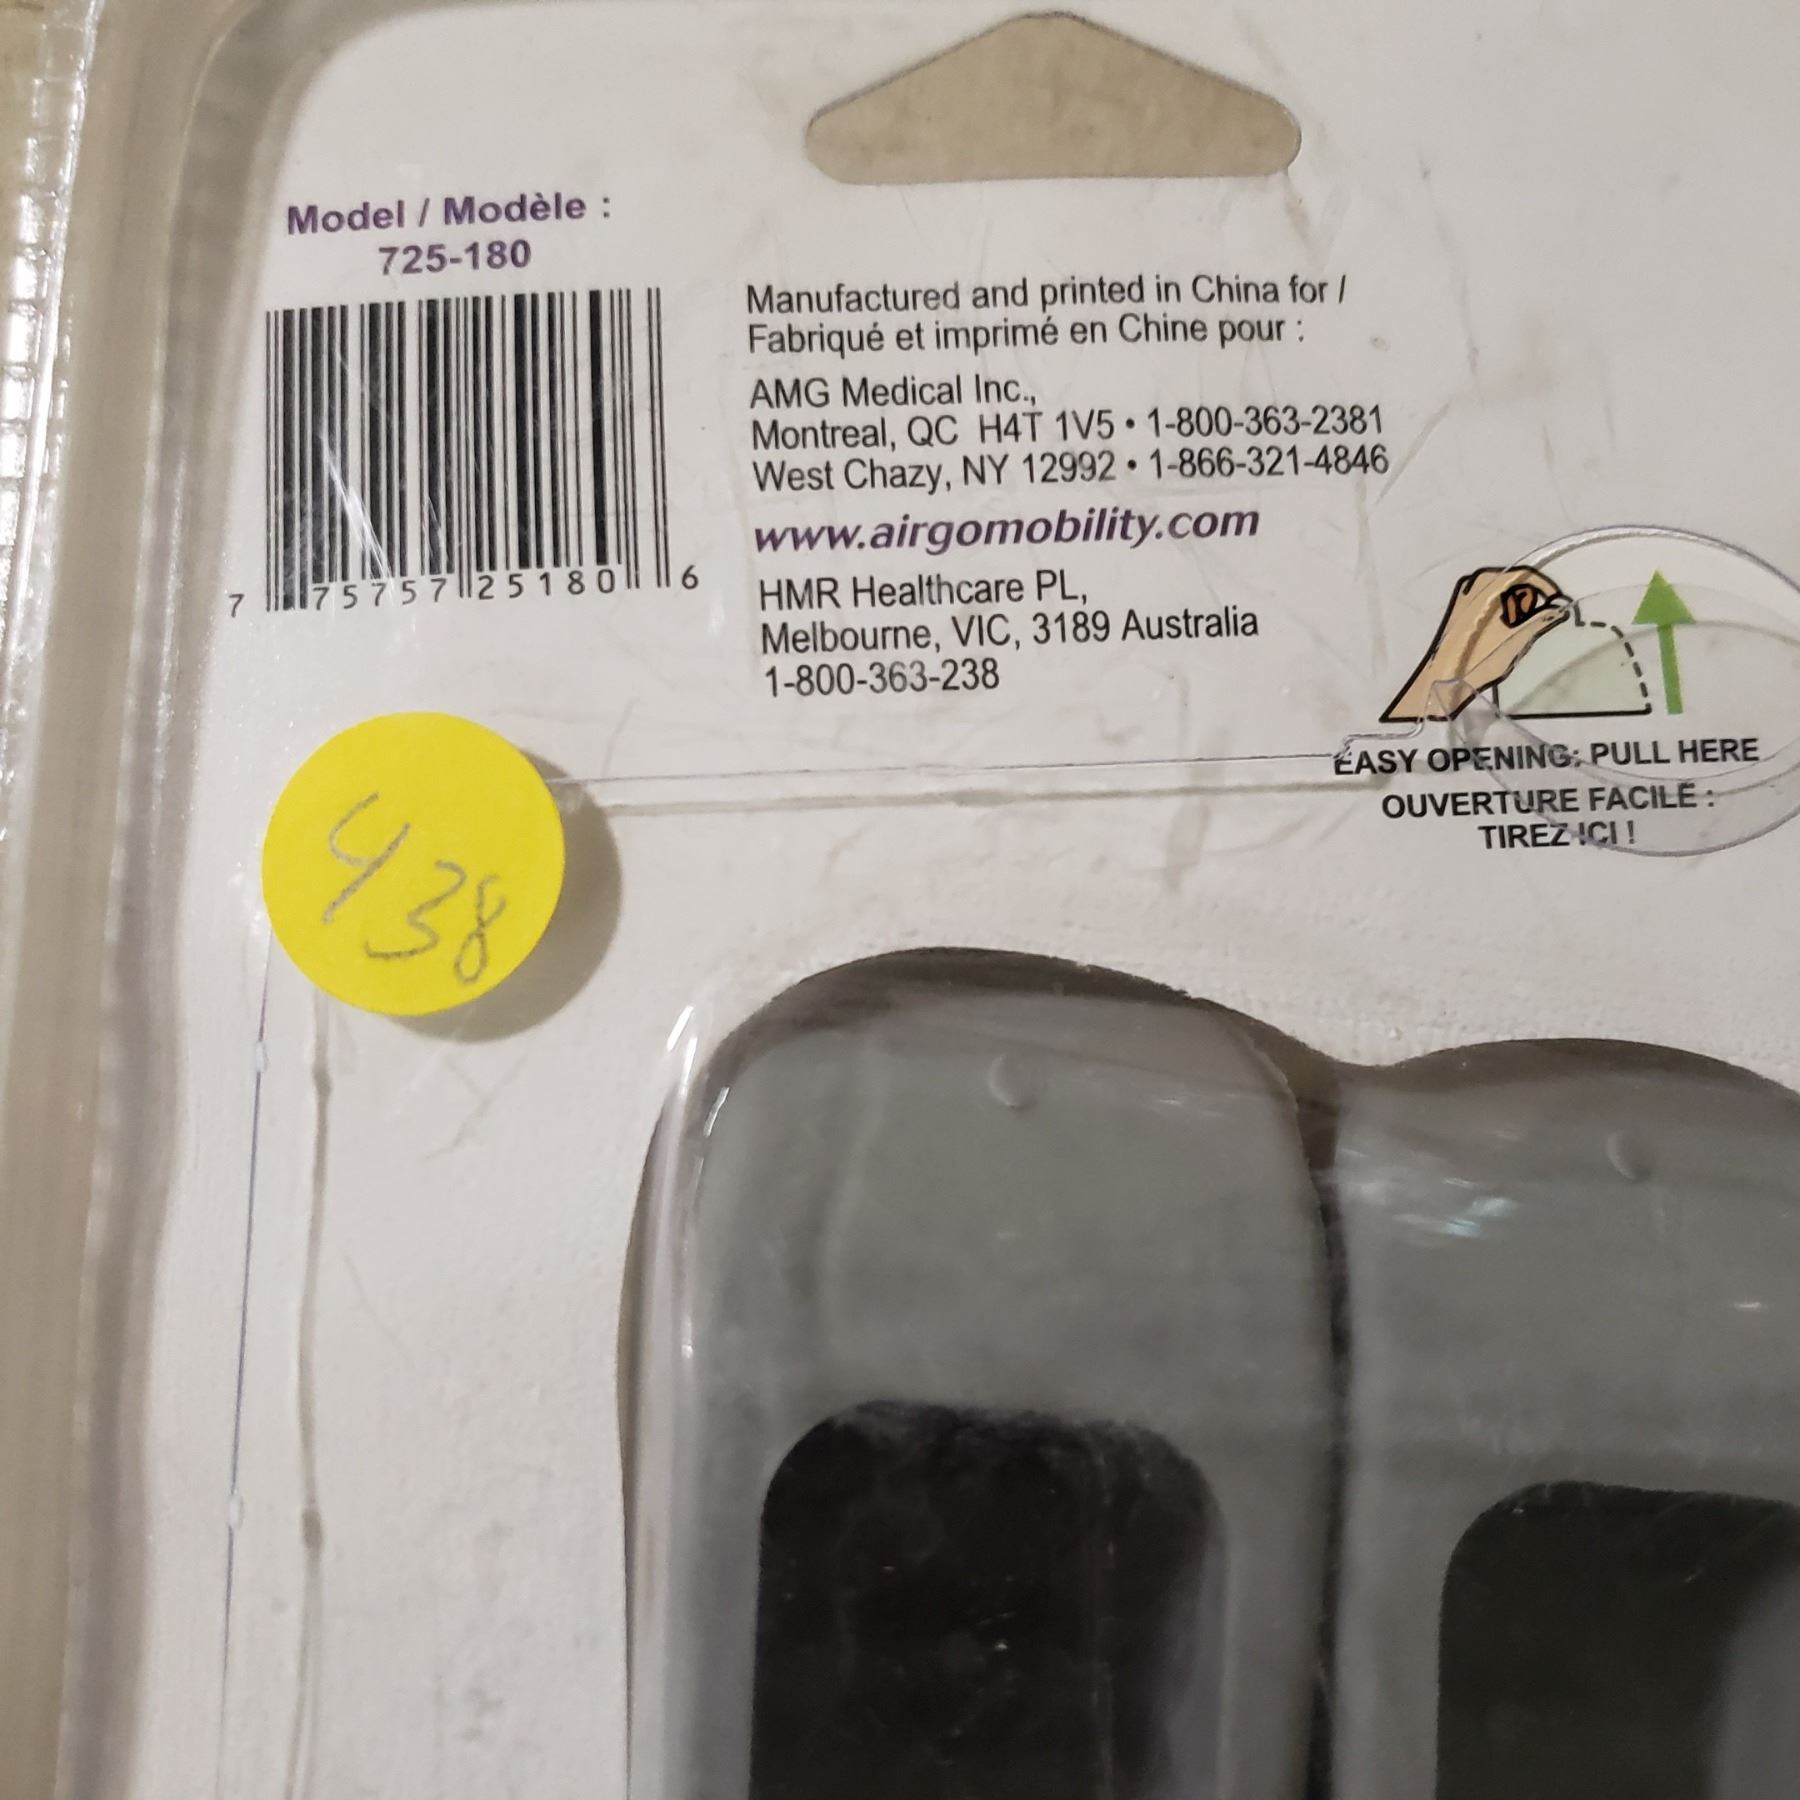 Model / Modèle :
725-180
7 75757 25180 6
Manufactured and printed in China for /
Fabriqué et imprimé en Chine pour :
AMG Medical Inc.,
Montreal, QC H4T 1V5 • 1-800-363-2381
West Chazy, NY 12992 • 1-866-321-4846
www.airgomobility.com
HMR Healthcare PL,
Melbourne, VIC, 3189 Australia
1-800-363-238
EASY OPENING: PULL HERE
OUVERTURE FACILE :
TIREZ ICI !
438